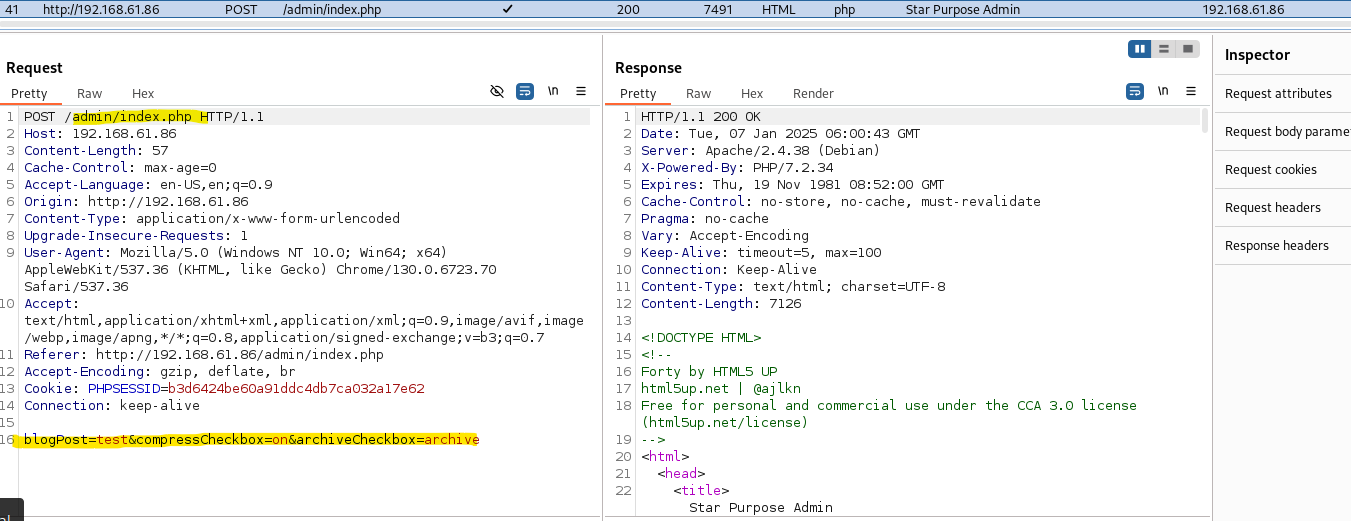 41 http://192.168.61.86 POST /admin/index.php ✓ 200 7491 HTML php Star Purpose Admin 192.168.61.86
Request
Pretty Raw Hex \n
1 POST /admin/index.php HTTP/1.1
2 Host: 192.168.61.86
3 Content-Length: 57
4 Cache-Control: max-age=0
5 Accept-Language: en-US,en;q=0.9
6 Origin: http://192.168.61.86
7 Content-Type: application/x-www-form-urlencoded
8 Upgrade-Insecure-Requests: 1
9 User-Agent: Mozilla/5.0 (Windows NT 10.0; Win64; x64)
AppleWebKit/537.36 (KHTML, like Gecko) Chrome/130.0.6723.70
Safari/537.36
10 Accept:
text/html,application/xhtml+xml,application/xml;q=0.9,image/avif,image
/webp,image/apng,*/*;q=0.8,application/signed-exchange;v=b3;q=0.7
11 Referer: http://192.168.61.86/admin/index.php
12 Accept-Encoding: gzip, deflate, br
13 Cookie: PHPSESSID=b3d6424be60a91ddc4db7ca032a17e62
14 Connection: keep-alive
15
16 blogPost=test&compressCheckbox=on&archiveCheckbox=archive
Response
Pretty Raw Hex Render \n
1 HTTP/1.1 200 OK
2 Date: Tue, 07 Jan 2025 06:00:43 GMT
3 Server: Apache/2.4.38 (Debian)
4 X-Powered-By: PHP/7.2.34
5 Expires: Thu, 19 Nov 1981 08:52:00 GMT
6 Cache-Control: no-store, no-cache, must-revalidate
7 Pragma: no-cache
8 Vary: Accept-Encoding
9 Keep-Alive: timeout=5, max=100
10 Connection: Keep-Alive
11 Content-Type: text/html; charset=UTF-8
12 Content-Length: 7126
13
14 <!DOCTYPE HTML>
15 <!--
16 Forty by HTML5 UP
17 html5up.net | @ajlkn
18 Free for personal and commercial use under the CCA 3.0 license
(html5up.net/license)
19 -->
20 <html>
21 <head>
22 <title>
Star Purpose Admin
Inspector
Request attributes
Request body parame
Request cookies
Request headers
Response headers